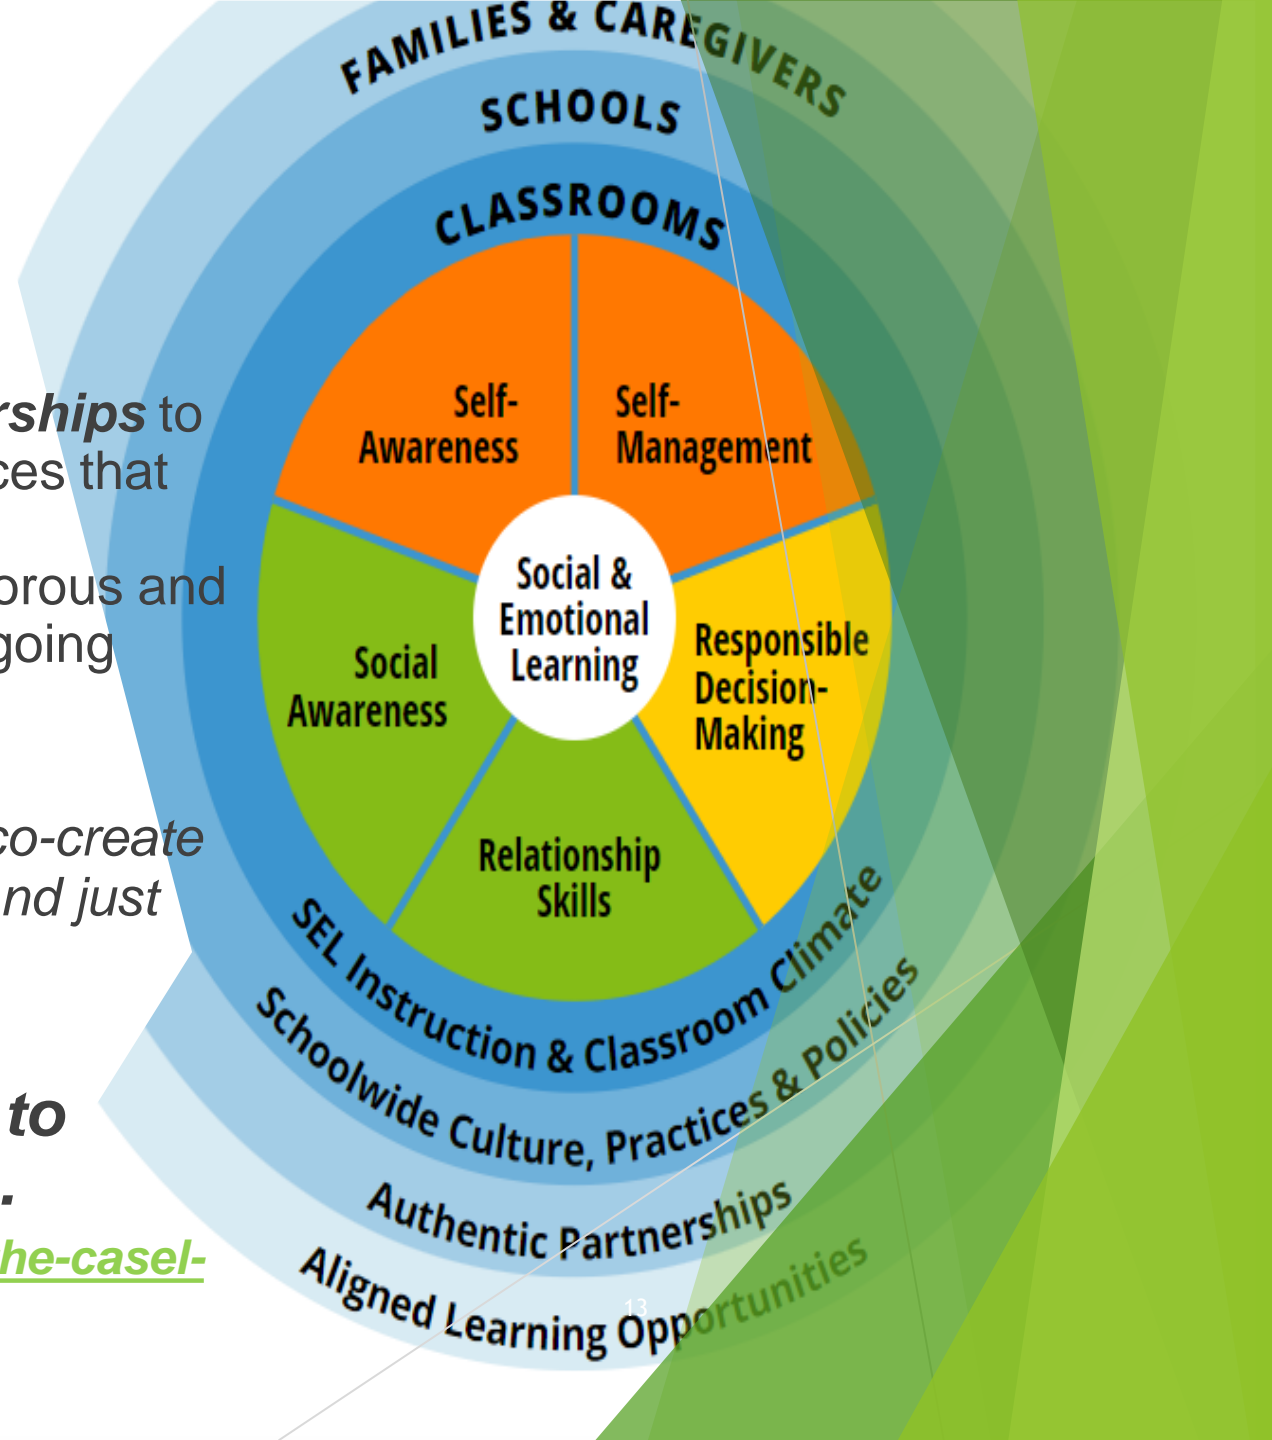 FAMILIES & CAREGIVERS
SCHOOLS
CLASSROOMS
Self-
Awareness
Self-
Management
Social &
Emotional
Learning
Social
Awareness
Responsible
Decision-
Making
Relationship
Skills
SEL Instruction & Classroom Climate
Schoolwide Culture, Practices & Policies
Authentic Partnerships
Aligned Learning Opportunities
rships to
ces that
orous and
going
co-create
nd just
to
.
he-casel-
13